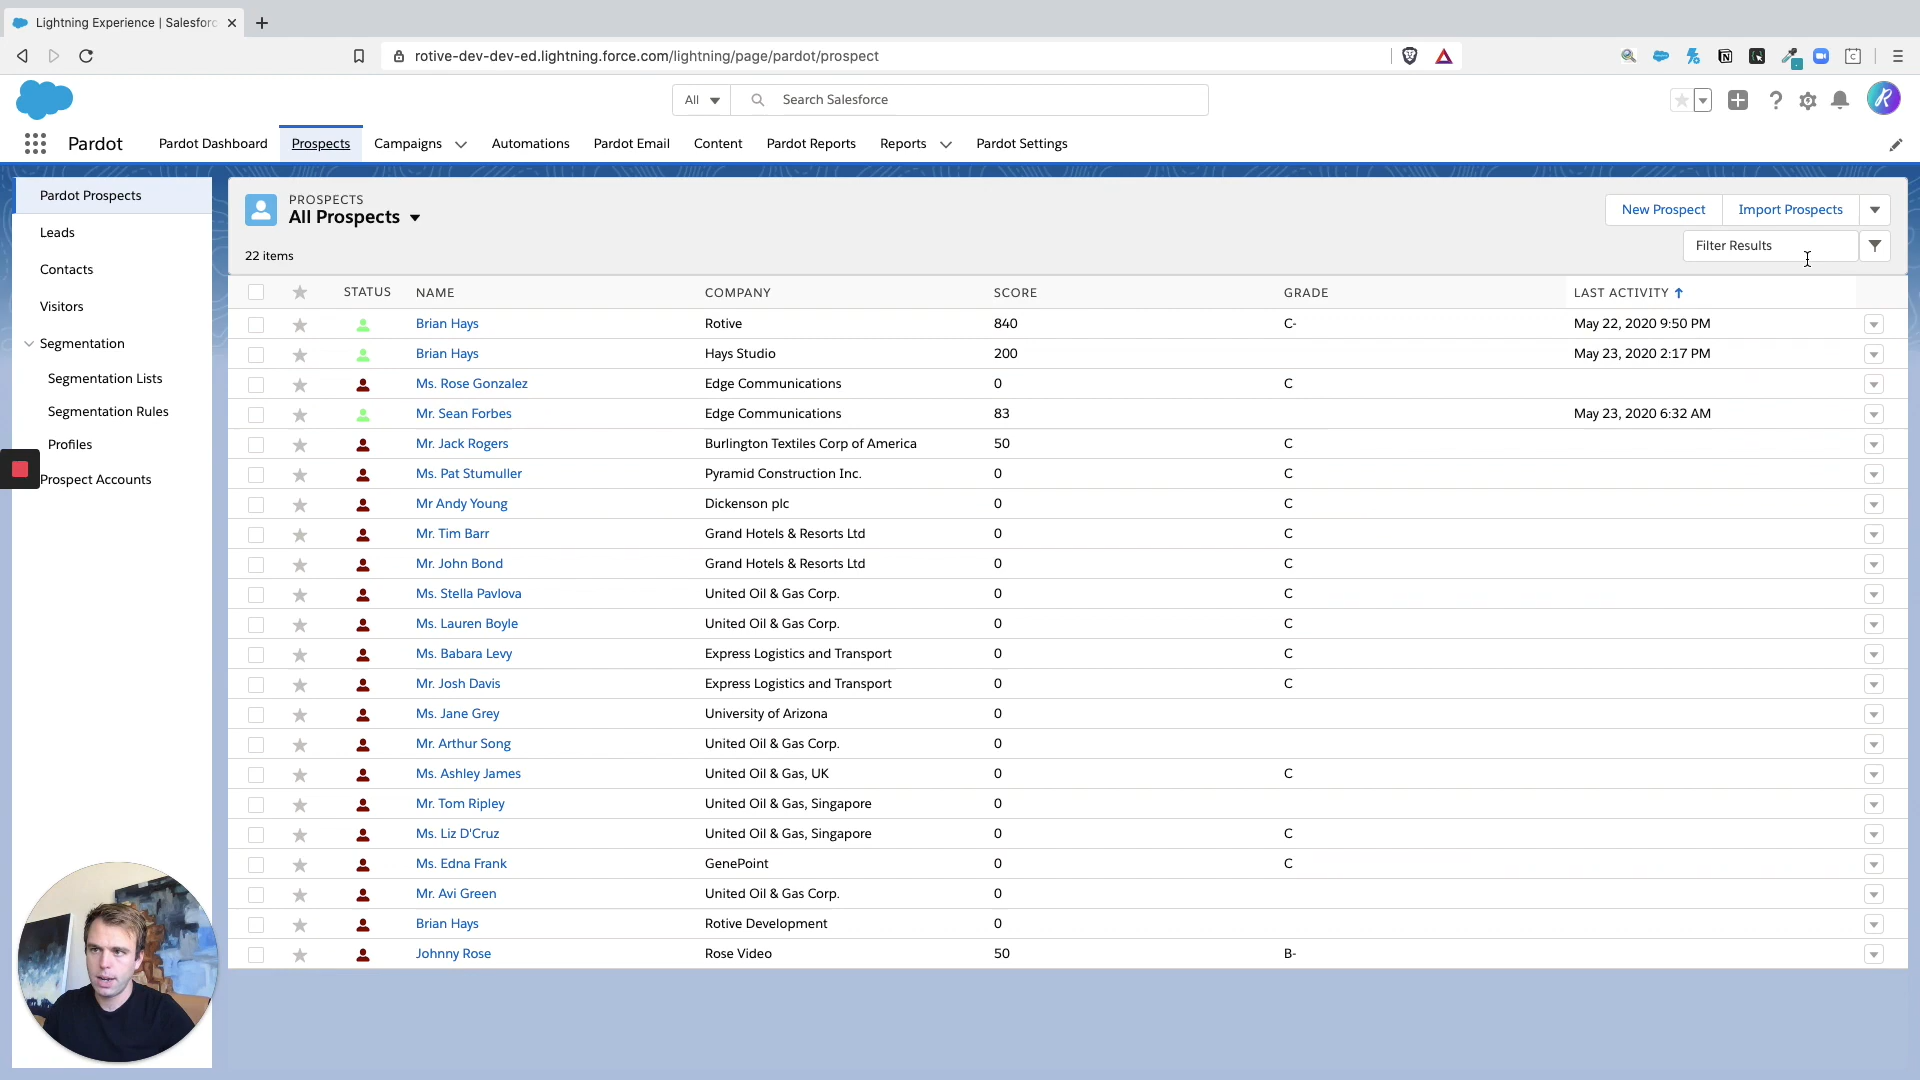 Lightning Experience | Salesforc
rotive-dev-dev-ed.lightning.force.com/lightning/page/pardot/prospect
All
Search Salesforce
Pardot
Pardot Dashboard
Prospects
Campaigns
Automations
Pardot Email
Content
Pardot Reports
Reports
Pardot Settings
Pardot Prospects
Leads
Contacts
Visitors
Segmentation
Segmentation Lists
Segmentation Rules
Profiles
Prospect Accounts
PROSPECTS
All Prospects
22 items
New Prospect
Import Prospects
Filter Results
STATUS NAME COMPANY SCORE GRADE LAST ACTIVITY
Brian Hays Rotive 840 C- May 22, 2020 9:50 PM
Brian Hays Hays Studio 200 May 23, 2020 2:17 PM
Ms. Rose Gonzalez Edge Communications 0 C
Mr. Sean Forbes Edge Communications 83 May 23, 2020 6:32 AM
Mr. Jack Rogers Burlington Textiles Corp of America 50 C
Ms. Pat Stumuller Pyramid Construction Inc. 0 C
Mr Andy Young Dickenson plc 0 C
Mr. Tim Barr Grand Hotels & Resorts Ltd 0 C
Mr. John Bond Grand Hotels & Resorts Ltd 0 C
Ms. Stella Pavlova United Oil & Gas Corp. 0 C
Ms. Lauren Boyle United Oil & Gas Corp. 0 C
Ms. Babara Levy Express Logistics and Transport 0 C
Mr. Josh Davis Express Logistics and Transport 0 C
Ms. Jane Grey University of Arizona 0
Mr. Arthur Song United Oil & Gas Corp. 0
Ms. Ashley James United Oil & Gas, UK 0 C
Mr. Tom Ripley United Oil & Gas, Singapore 0
Ms. Liz D'Cruz United Oil & Gas, Singapore 0 C
Ms. Edna Frank GenePoint 0 C
Mr. Avi Green United Oil & Gas Corp. 0
Brian Hays Rotive Development 0
Johnny Rose Rose Video 50 B-